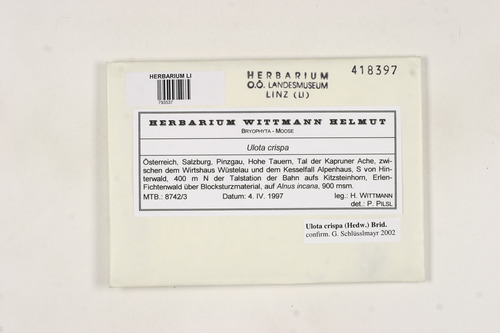 HERBARIUM LI
793537
HERBARIUM
O.Ö. LANDESMUSEUM
LINZ (LI)
418397
HERBARIUM WITTMANN HELMUT
BRYOPHYTA - MOOSE
Ulota crispa
Österreich, Salzburg, Pinzgau, Hohe Tauern, Tal der Kapruner Ache, zwi-
schen dem Wirtshaus Wüstelau und dem Kesselfall Alpenhaus, S von Hin-
terwald, 400 m N der Talstation der Bahn aufs Kitzsteinhorn, Erlen-
Fichtenwald über Blocksturzmaterial, auf Alnus incana, 900 msm.
MTB.: 8742/3 Datum: 4. IV. 1997 leg.: H. WITTMANN
det.: P. PILSL
Ulota crispa (Hedw.) Brid.
confirm. G. Schlüsslmayr 2002